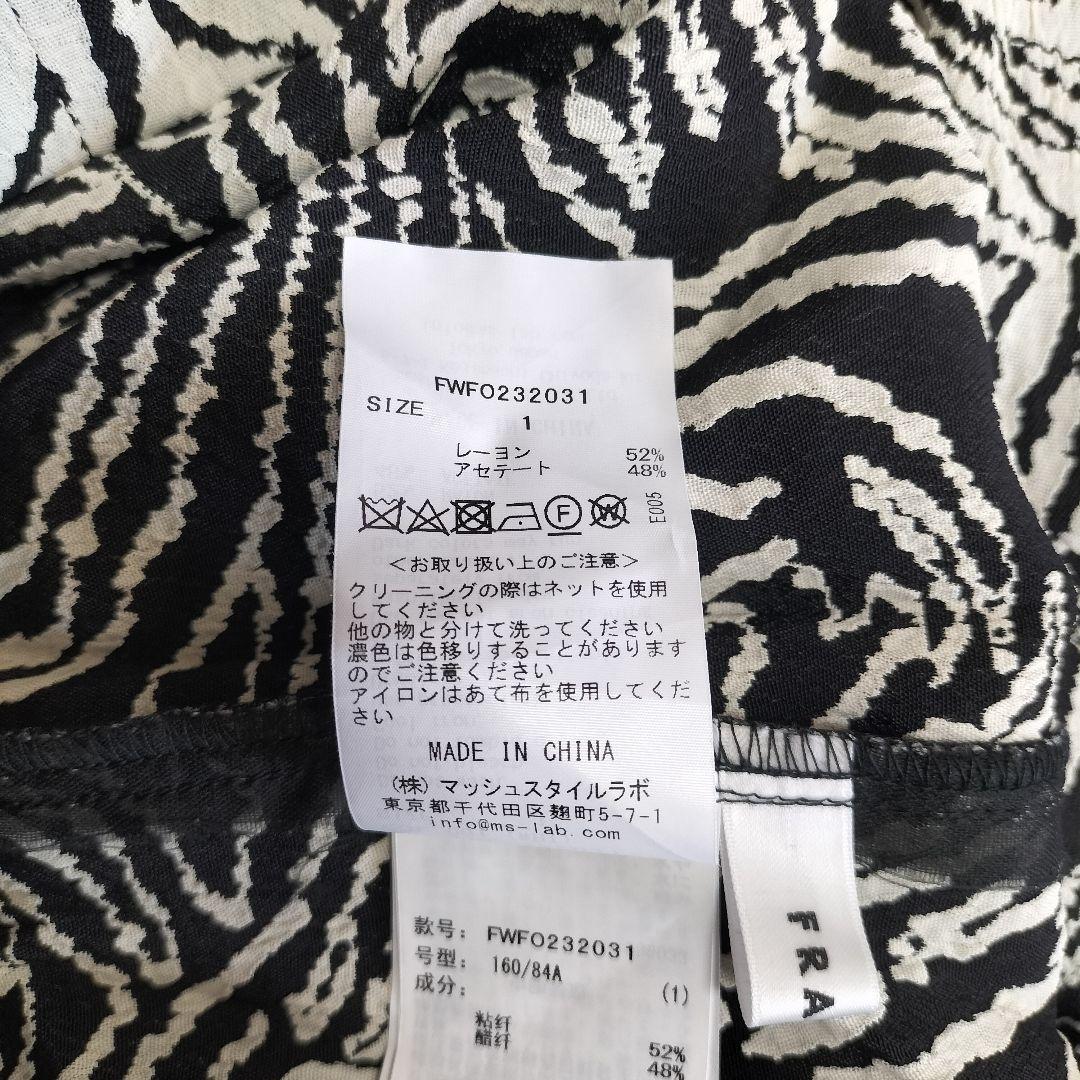 FWFO232031
SIZE 1
レーヨン 52%
アセテート 48%
F W E005
<お取り扱い上のご注意>
クリーニングの際はネットを使用
してください
他の物と分けて洗ってください
濃色は色移りすることがあります
のでご注意ください
アイロンはあて布を使用してくだ
さい
MADE IN CHINA
(株)マッシュスタイルラボ
東京都千代田区麹町5-7-1
info@ms-lab.com
款号: FWFO232031
号型: 160/84A
成分: (1)
粘纤 52%
醋纤 48%
FRA